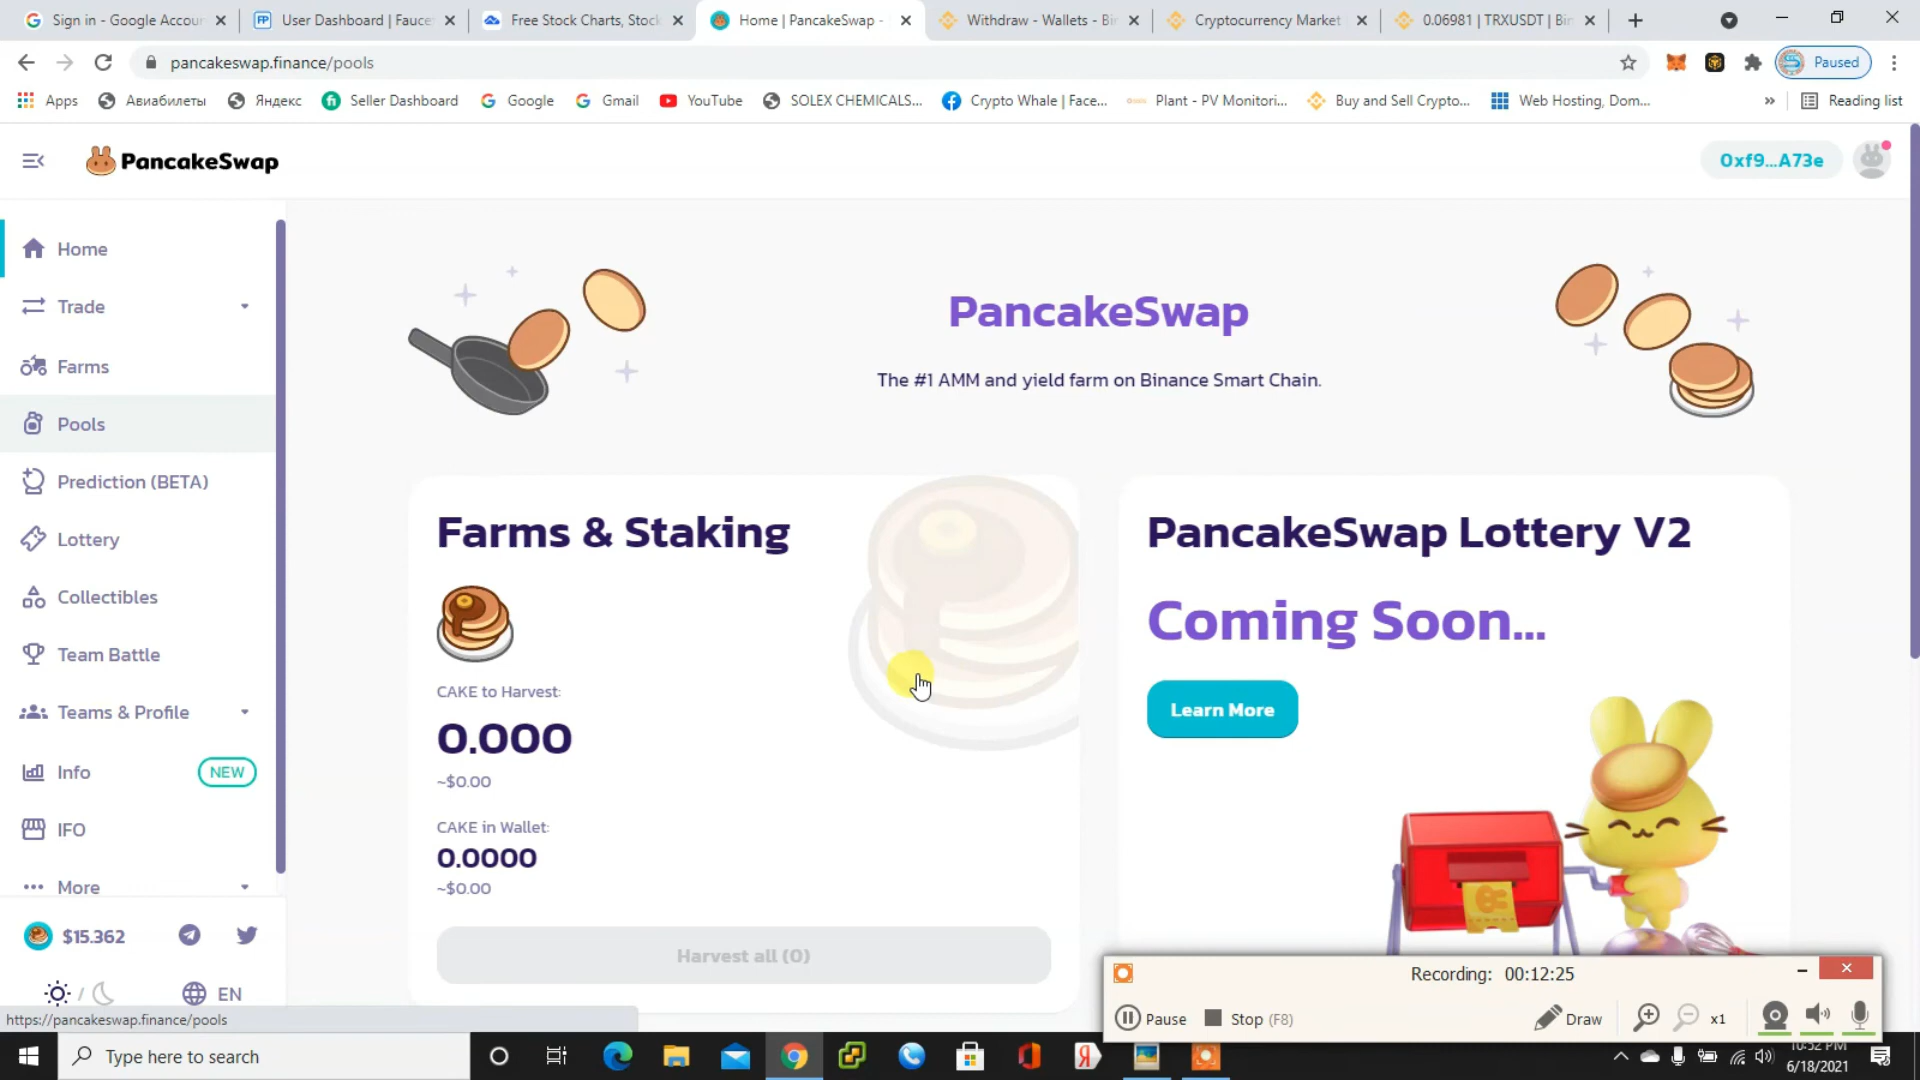 Sign in - Google Accoun
User Dashboard | Fauce
Free Stock Charts, Stock
Home | PancakeSwap -
Withdraw - Wallets - Bin
Cryptocurrency Market
0.06981 | TRXUSDT | Bin
pancakeswap.finance/pools
Paused
Apps
Авиабилеты
Яндекс
Seller Dashboard
Google
Gmail
YouTube
SOLEX CHEMICALS...
Crypto Whale | Face...
Plant - PV Monitori...
Buy and Sell Crypto...
Web Hosting, Dom...
»
Reading list
PancakeSwap
0xf9...A73e
Home
Trade
Farms
Pools
Prediction (BETA)
Lottery
Collectibles
Team Battle
Teams & Profile
Info NEW
IFO
More
$15.362
/
EN
https://pancakeswap.finance/pools
PancakeSwap
The #1 AMM and yield farm on Binance Smart Chain.
Farms & Staking
CAKE to Harvest:
0.000
~$0.00
CAKE in Wallet:
0.0000
~$0.00
Harvest all (0)
PancakeSwap Lottery V2
Coming Soon...
Learn More
Recording: 00:12:25
Pause
Stop (F8)
Draw
x1
Type here to search
10:52 PM
6/18/2021